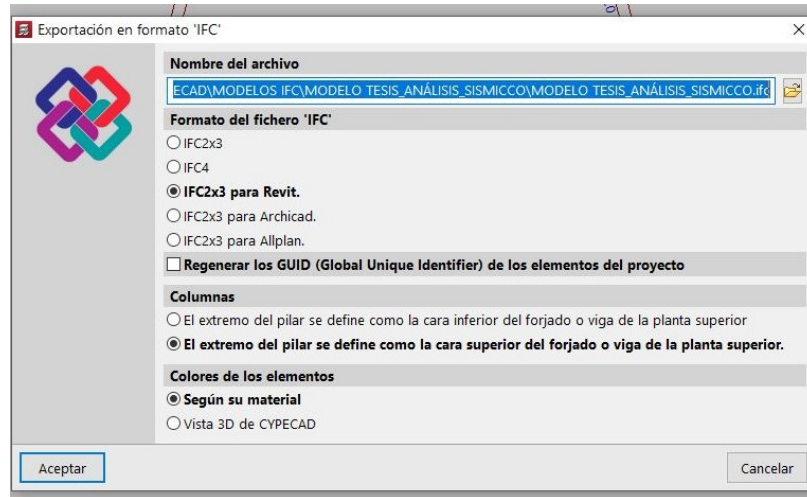 Exportación en formato 'IFC'
Nombre del archivo
ECAD\MODELOS IFC\MODELO TESIS_ANÁLISIS_SISMICCO\MODELO TESIS_ANÁLISIS_SISMICCO.ifc
Formato del fichero 'IFC'
IFC2x3
IFC4
IFC2x3 para Revit.
IFC2x3 para Archicad.
IFC2x3 para Allplan.
Regenerar los GUID (Global Unique Identifier) de los elementos del proyecto
Columnas
El extremo del pilar se define como la cara inferior del forjado o viga de la planta superior
El extremo del pilar se define como la cara superior del forjado o viga de la planta superior.
Colores de los elementos
Según su material
Vista 3D de CYPECAD
Aceptar
Cancelar